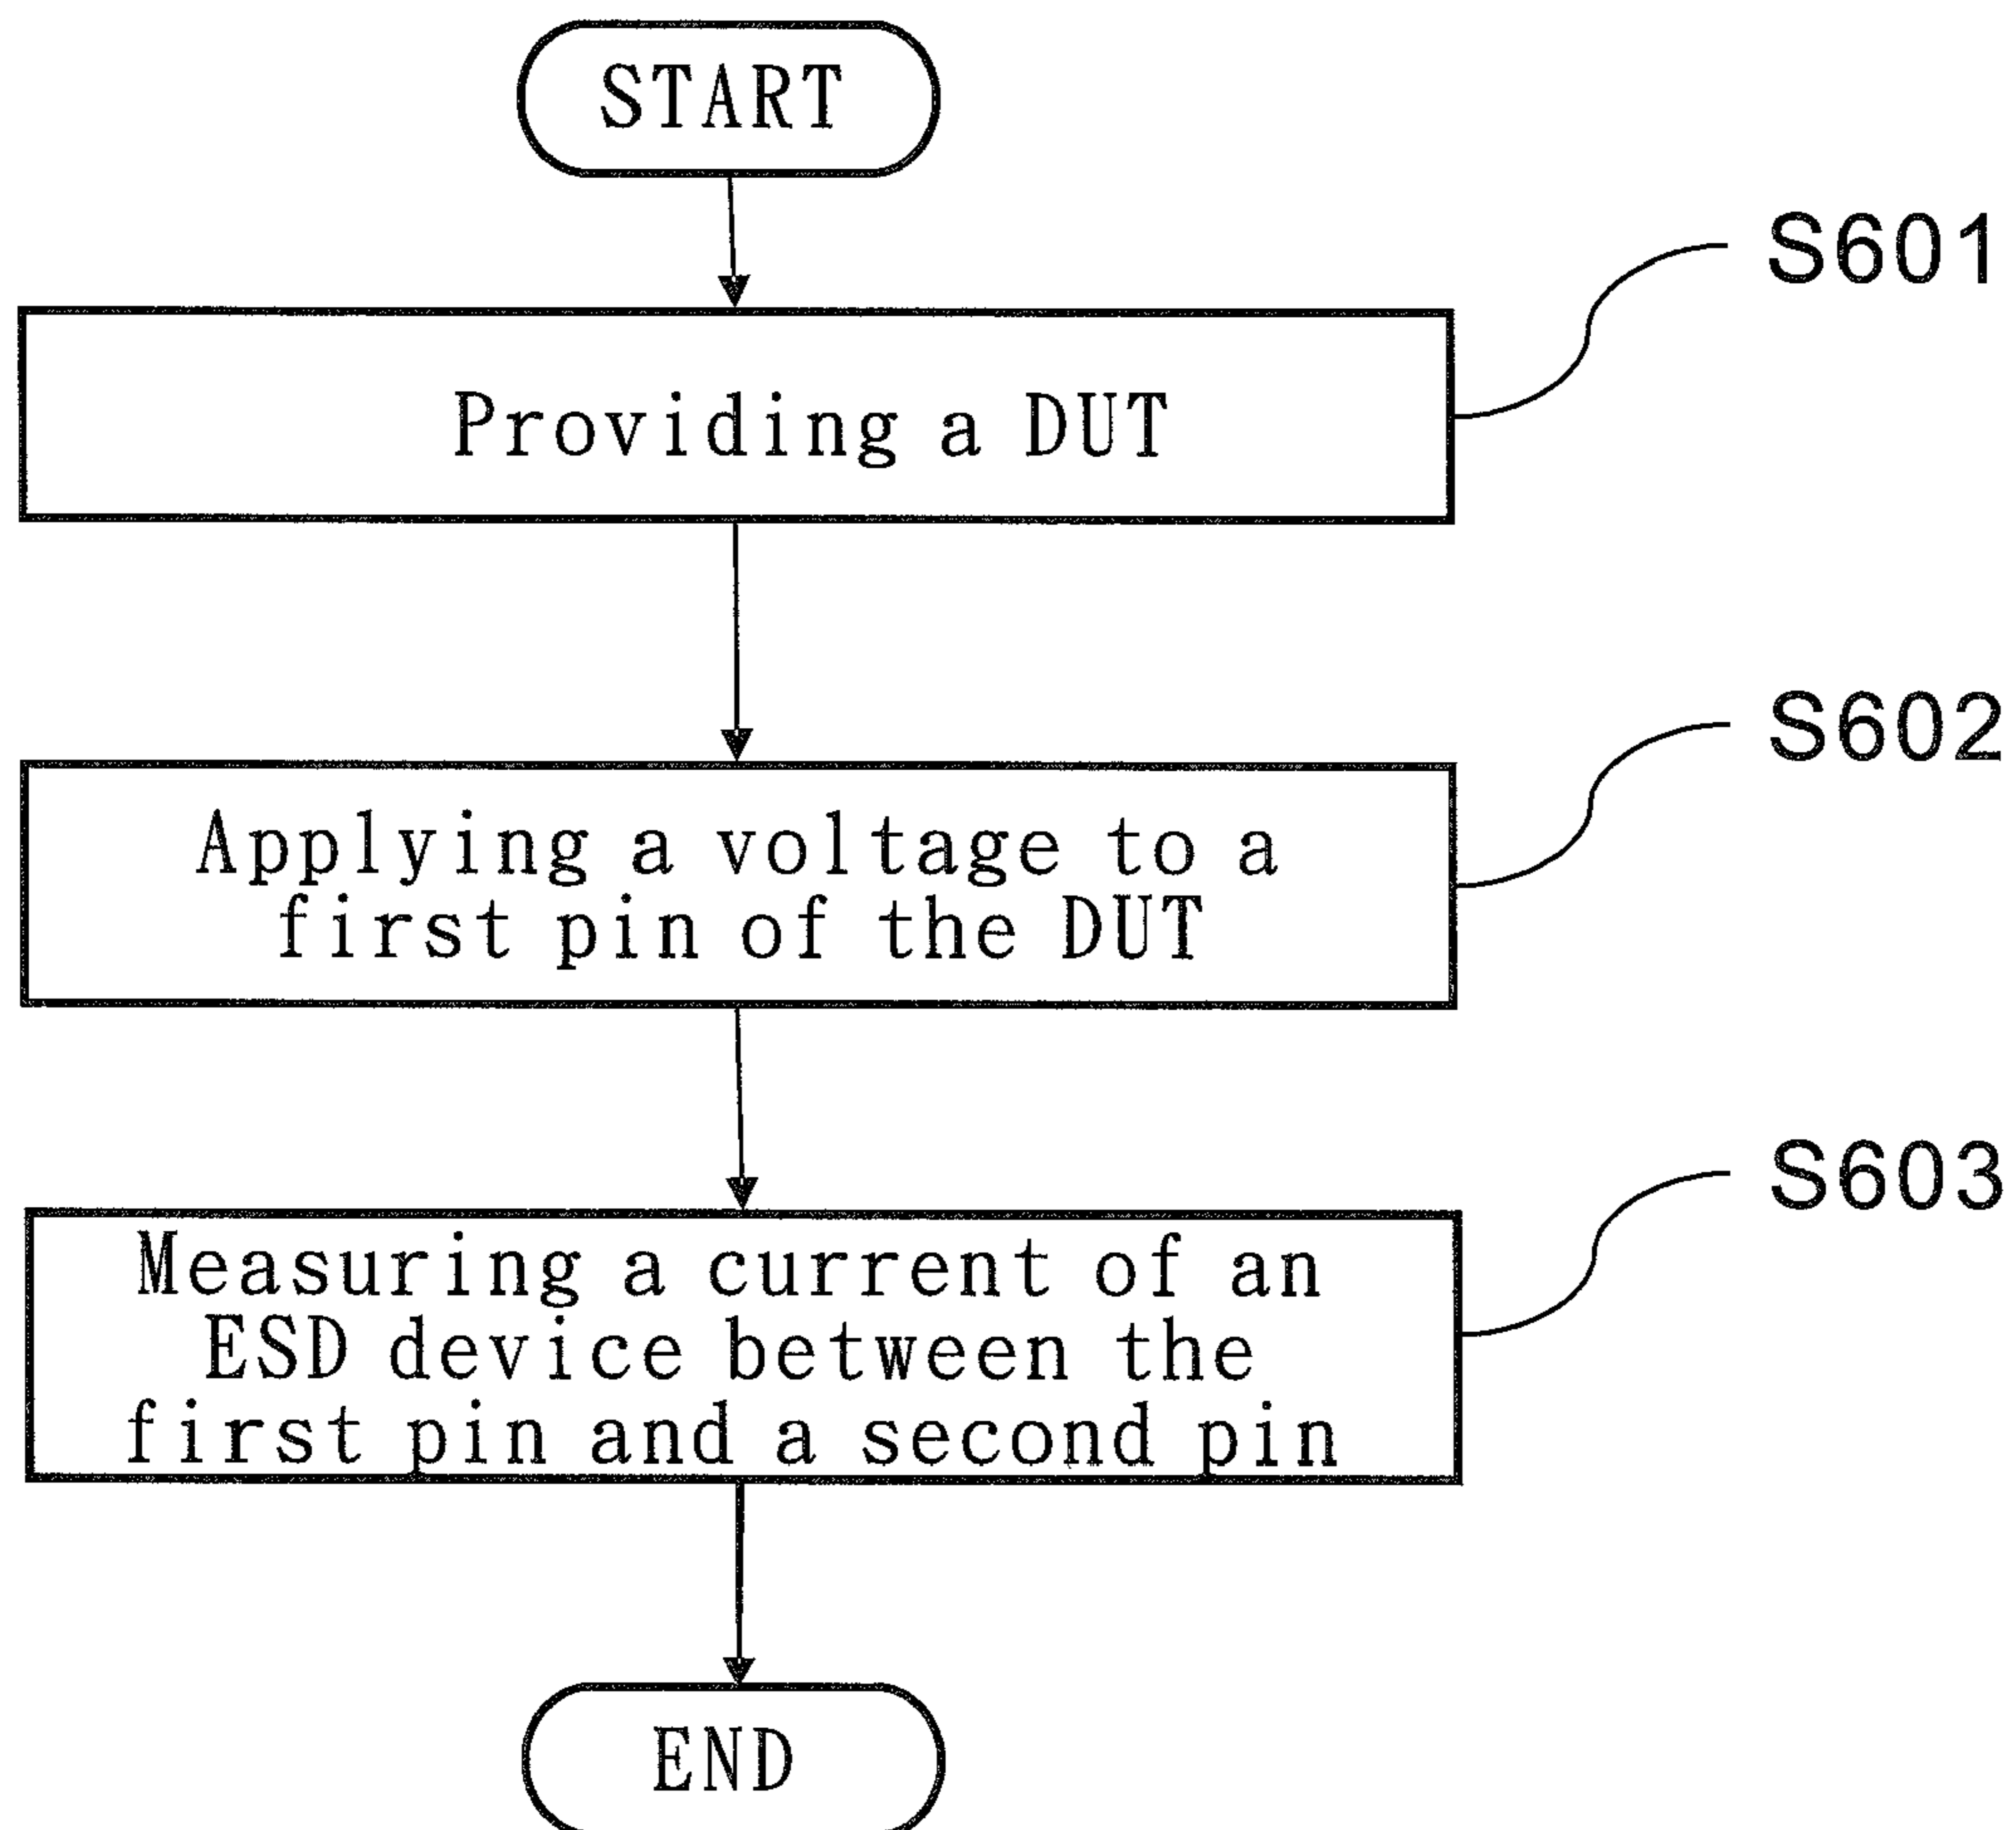 START
S601
Providing a DUT
S602
Applying a voltage to a
first pin of the DUT
S603
Measuring a current of an
ESD device between the
first pin and a second pin
END